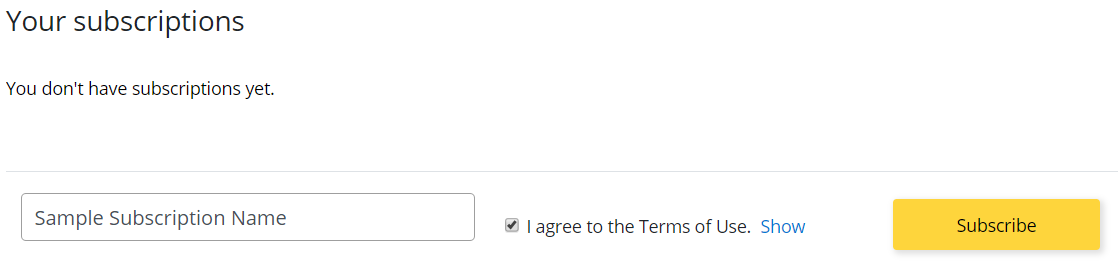 Your subscriptions
You don't have subscriptions yet.
Sample Subscription Name
I agree to the Terms of Use. Show
Subscribe